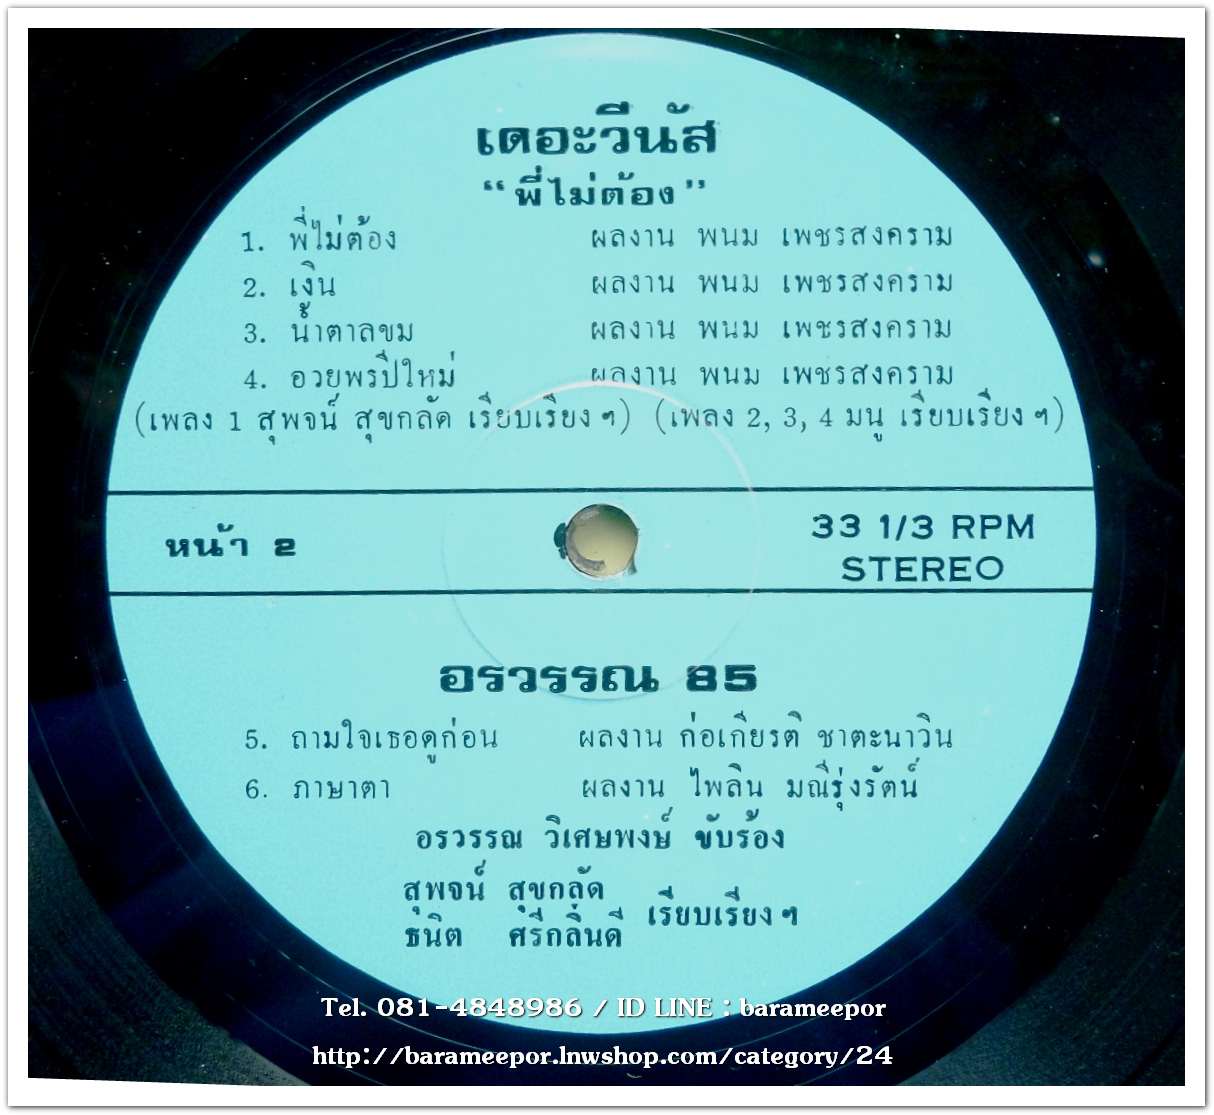 เดอะวีนัส
“พี่ไม่ต้อง”
1. พี่ไม่ต้อง ผลงาน พนม เพชรสงคราม
2. เงิน ผลงาน พนม เพชรสงคราม
3. น้ำตาลขม ผลงาน พนม เพชรสงคราม
4. อวยพรปีใหม่ ผลงาน พนม เพชรสงคราม
(เพลง 1 สุพจน์ สุขกลัด เรียบเรียงฯ) (เพลง 2, 3, 4 มนู เรียบเรียงฯ)
หน้า 2
33 1/3 RPM
STEREO
อรวรรณ 85
5. ถามใจเธอดูก่อน ผลงาน ก่อเกียรติ ชาตะนาวิน
6. ภาษาตา ผลงาน ไพลิน มณีรุ่งรัตน์
อรวรรณ วิเศษพงษ์ ขับร้อง
สุพจน์ สุขกลัด
ธนิต ศรีกลิ่นดี เรียบเรียงฯ
Tel. 081-4848986 / ID LINE : barameepor
http://barameepor.lnwshop.com/category/24